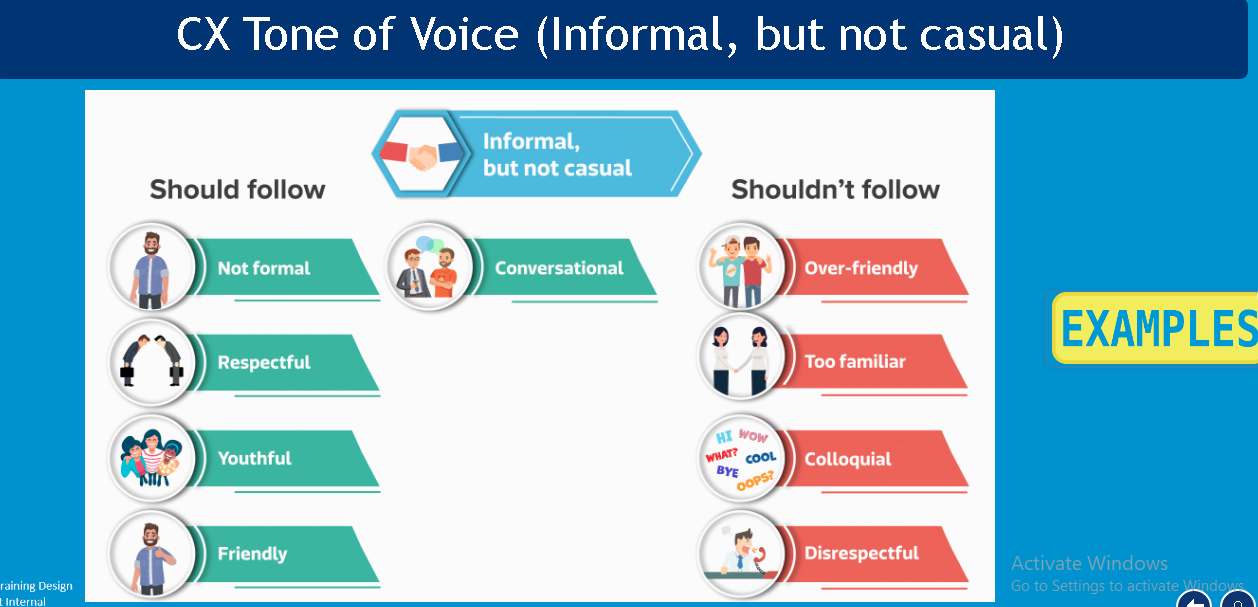 CX Tone of Voice (Informal, but not casual)
Informal,
but not casual
Should follow
Shouldn't follow
Not formal
Conversational
Over-friendly
Respectful
Too familiar
Youthful
HI WOW
WHAT? COOL
BYE
OOPS?
Colloquial
Friendly
Disrespectful
EXAMPLES
Activate Windows
Go to Settings to activate Windows.
raining Design
t Internal